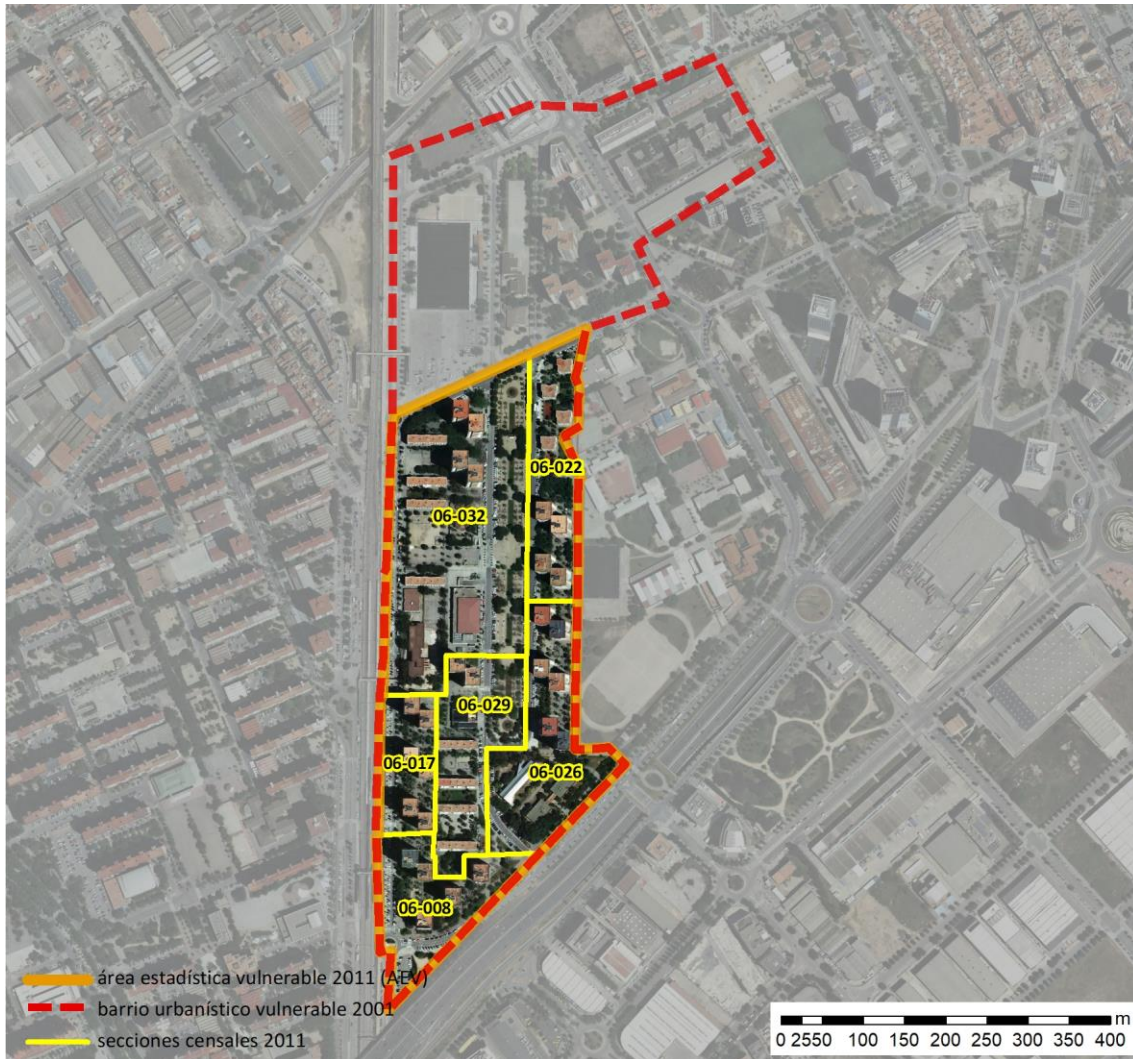 06-022
06-032
06-029
06-017
06-026
06-008
área estadística vulnerable 2011 (AEV)
barrio urbanístico vulnerable 2001
secciones censales 2011
m
0 2550 100 150 200 250 300 350 400